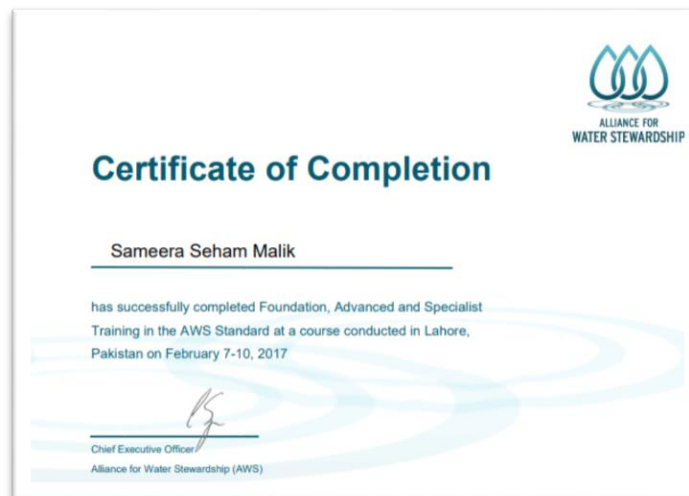 ALLIANCE FOR
WATER STEWARDSHIP
Certificate of Completion
Sameera Seham Malik
has successfully completed Foundation, Advanced and Specialist
Training in the AWS Standard at a course conducted in Lahore,
Pakistan on February 7-10, 2017
Chief Executive Officer
Alliance for Water Stewardship (AWS)